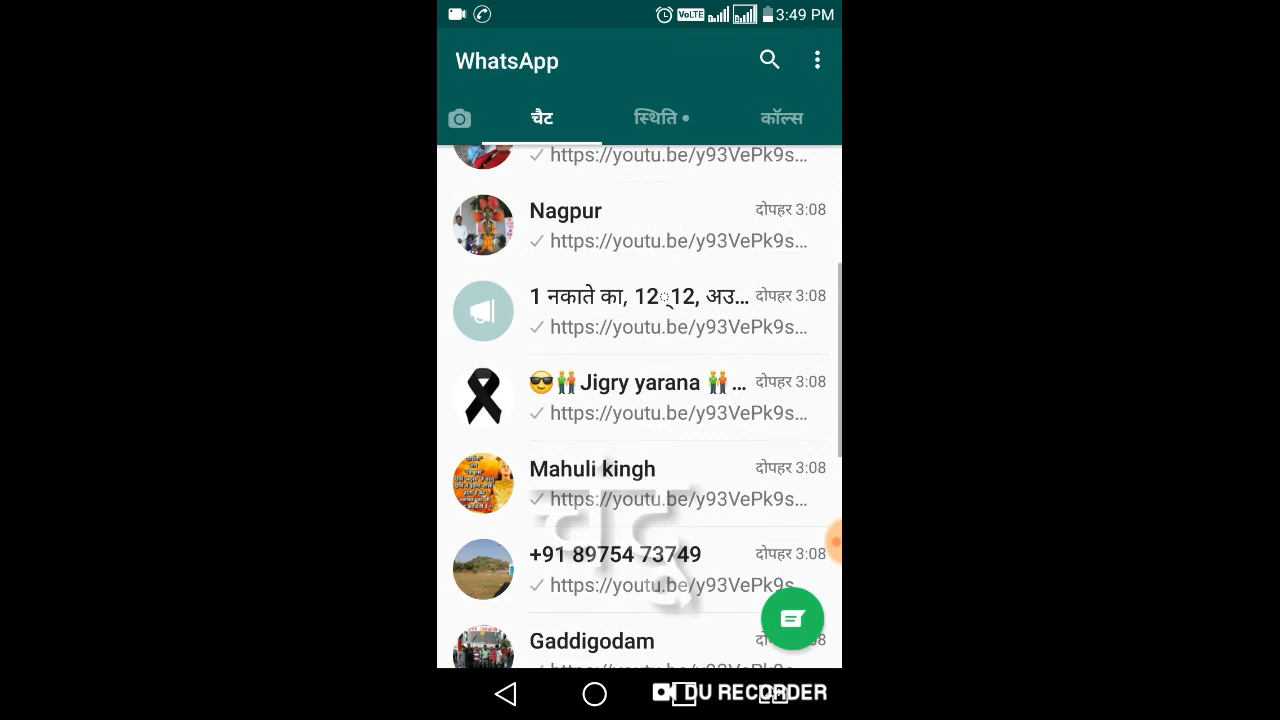 VoLTE 3:49 PM
WhatsApp
चैट स्थिति कॉल्स
https://youtu.be/y93VePk9s...
Nagpur दोपहर 3:08
https://youtu.be/y93VePk9s...
1 नकाते का, 12्12, अउ... दोपहर 3:08
https://youtu.be/y93VePk9s...
😎👬Jigry yarana 👬... दोपहर 3:08
https://youtu.be/y93VePk9s...
Mahuli kingh दोपहर 3:08
https://youtu.be/y93VePk9s...
चंदू
+91 89754 73749 दोपहर 3:08
https://youtu.be/y93VePk9s
Gaddigodam
DU RECORDER